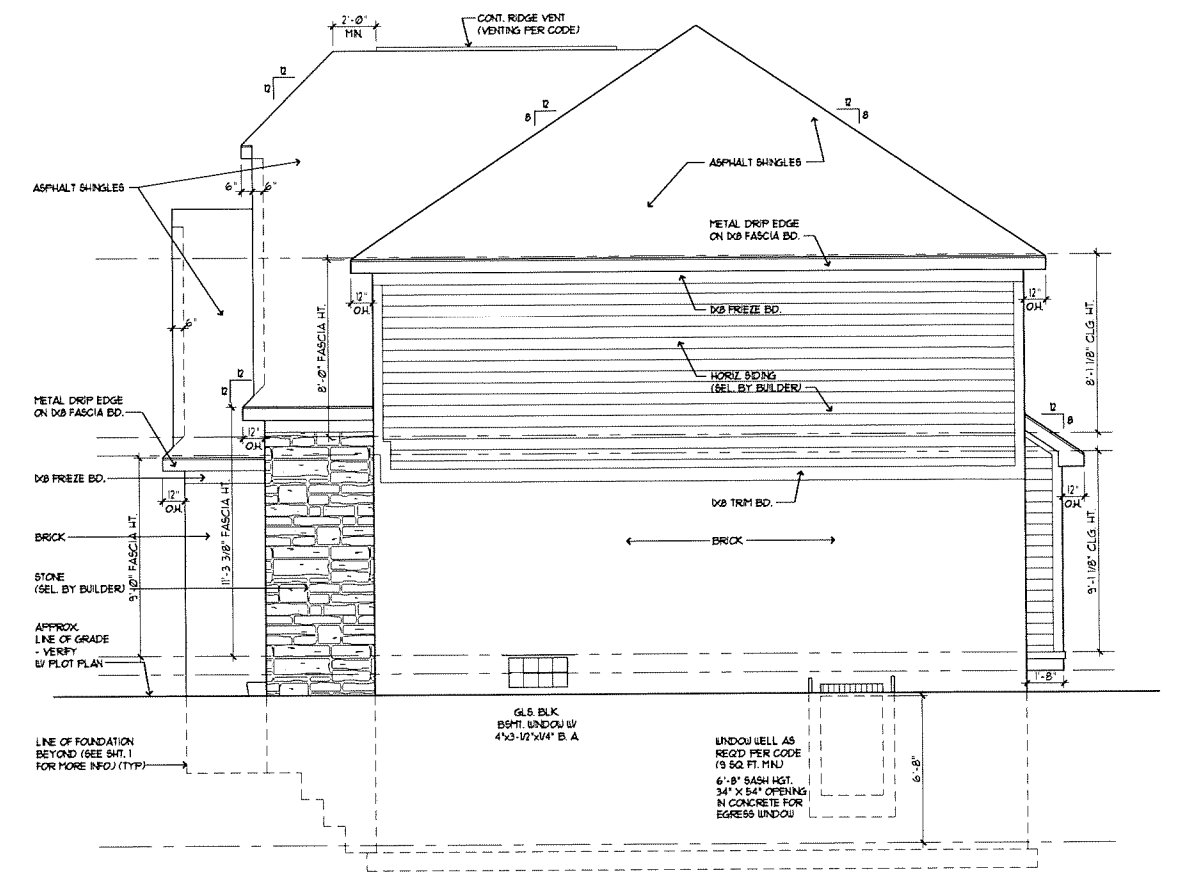 2'-0"
MIN.
CONT. RIDGE VENT
(VENTING PER CODE)
12
12
12
8
12
8
ASPHALT SHINGLES
ASPHALT SHINGLES
6"
6"
METAL DRIP EDGE
ON 1X8 FASCIA BD.
12"
O.H.
8'-0" FASCIA HT.
1X8 FRIEZE BD.
12"
O.H.
8'-1 1/8" CLG. HT.
6"
HORIZ SIDING
(SEL. BY BUILDER)
12
12
METAL DRIP EDGE
ON 1X8 FASCIA BD.
12"
O.H.
12
8
1X8 FRIEZE BD.
12"
O.H.
1X8 TRIM BD.
12"
O.H.
BRICK
BRICK
9'-0" FASCIA HT.
11'-3 3/8" FASCIA HT.
9'-1 1/8" CLG. HT.
STONE
(SEL. BY BUILDER)
APPROX.
LINE OF GRADE
- VERIFY
W/ PLOT PLAN
1'-8"
GLS. BLK.
BSMT. WINDOW W/
4"x3-1/2"x1/4" B. A.
LINE OF FOUNDATION
BEYOND (SEE SHT. 1
FOR MORE INFO.) (TYP)
WINDOW WELL AS
REQ'D PER CODE
(9 SQ FT. MIN.)
6'-8" SASH HGT.
34" X 54" OPENING
IN CONCRETE FOR
EGRESS WINDOW
6'-8"